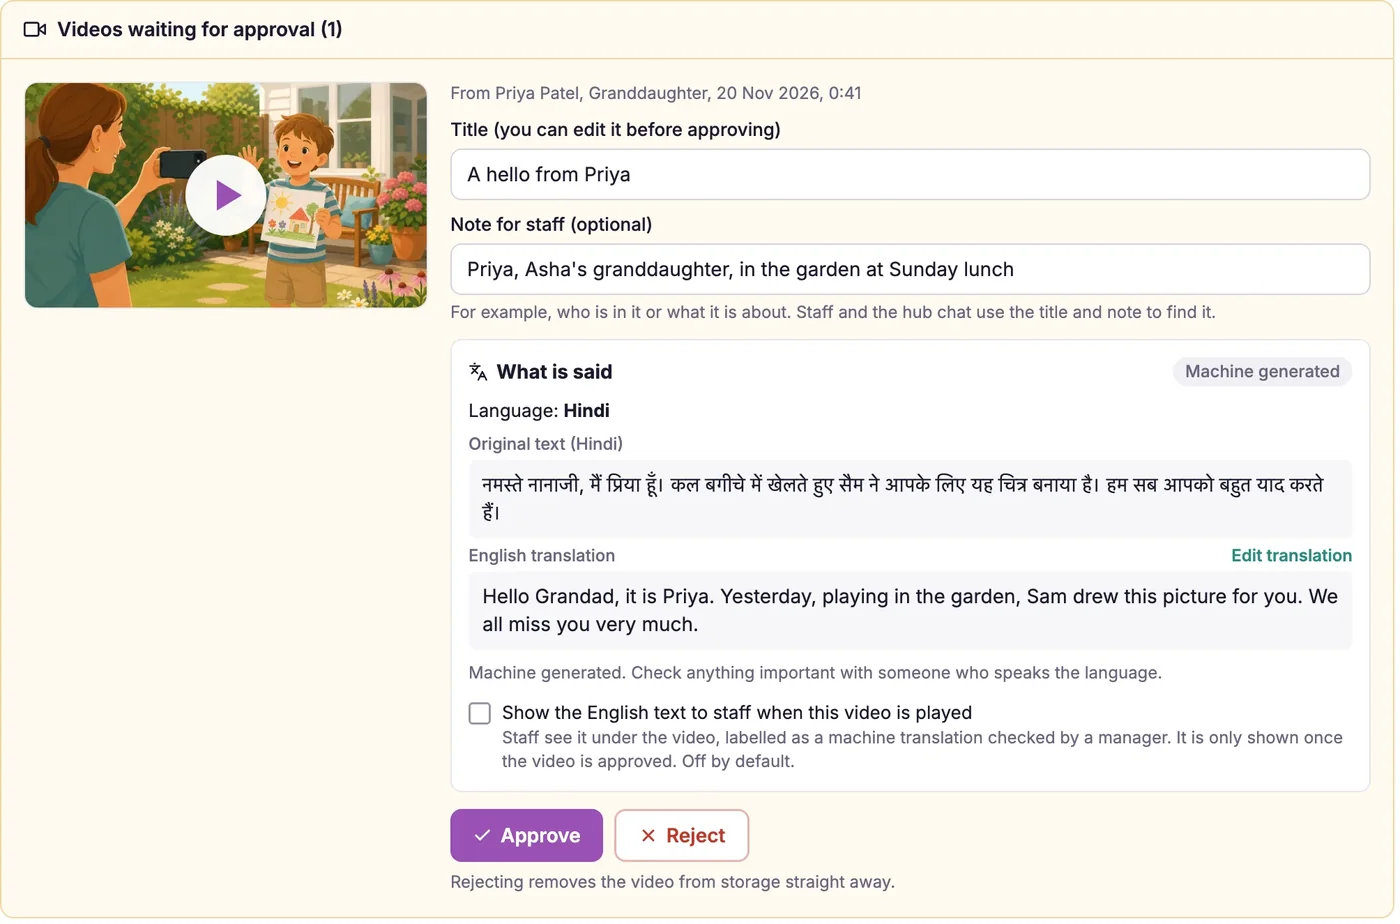 Videos waiting for approval (1)
From Priya Patel, Granddaughter, 20 Nov 2026, 0:41
Title (you can edit it before approving)
A hello from Priya
Note for staff (optional)
Priya, Asha's granddaughter, in the garden at Sunday lunch
For example, who is in it or what it is about. Staff and the hub chat use the title and note to find it.
What is said
Machine generated
Language: Hindi
Original text (Hindi)
नमस्ते नानाजी, मैं प्रिया हूँ। कल बगीचे में खेलते हुए सैम ने आपके लिए यह चित्र बनाया है। हम सब आपको बहुत याद करते
हैं।
English translation
Edit translation
Hello Grandad, it is Priya. Yesterday, playing in the garden, Sam drew this picture for you. We
all miss you very much.
Machine generated. Check anything important with someone who speaks the language.
Show the English text to staff when this video is played
Staff see it under the video, labelled as a machine translation checked by a manager. It is only shown once
the video is approved. Off by default.
Approve
Reject
Rejecting removes the video from storage straight away.